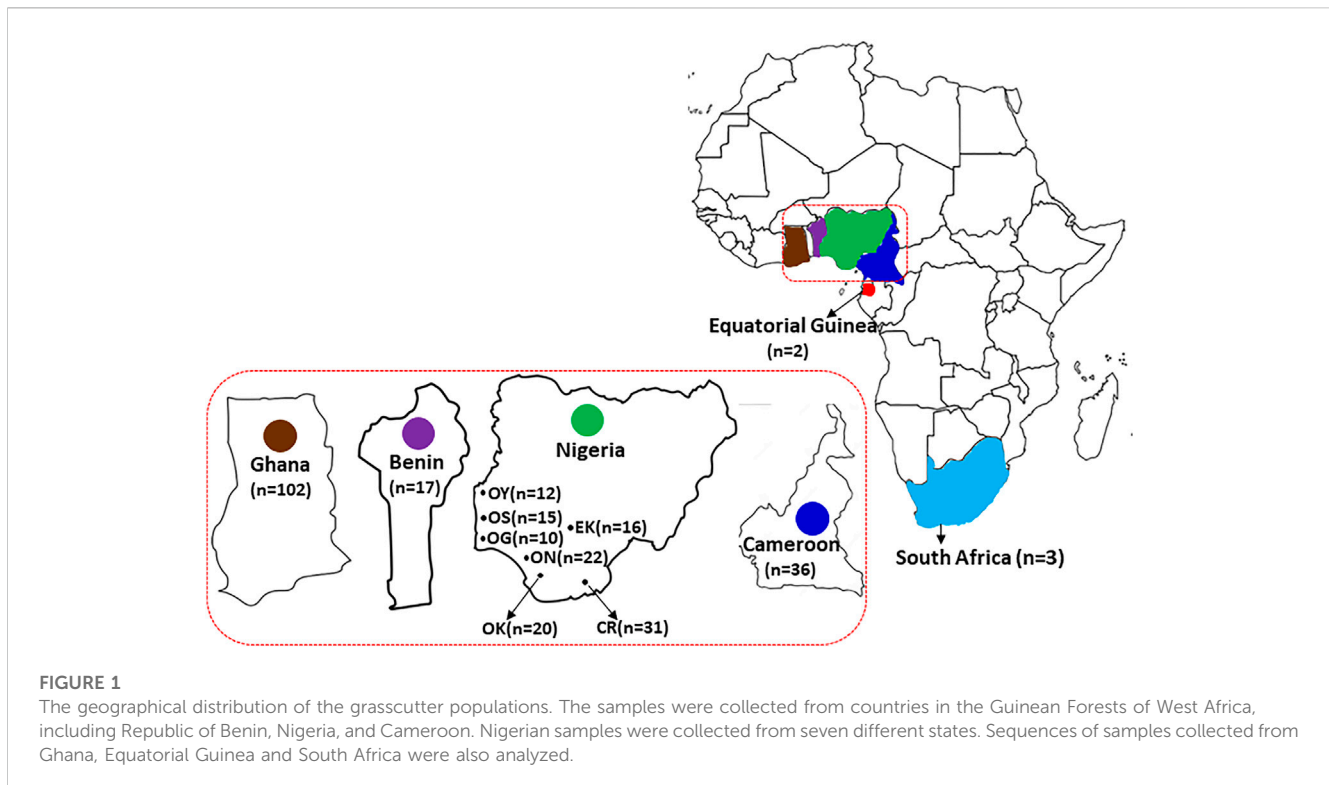 Equatorial Guinea
(n=2)
Ghana
(n=102)
Benin
(n=17)
Nigeria
OY(n=12)
OS(n=15)
EK(n=16)
OG(n=10)
ON(n=22)
OK(n=20)
CR(n=31)
Cameroon
(n=36)
South Africa (n=3)
FIGURE 1
The geographical distribution of the grasscutter populations. The samples were collected from countries in the Guinean Forests of West Africa,
including Republic of Benin, Nigeria, and Cameroon. Nigerian samples were collected from seven different states. Sequences of samples collected from
Ghana, Equatorial Guinea and South Africa were also analyzed.